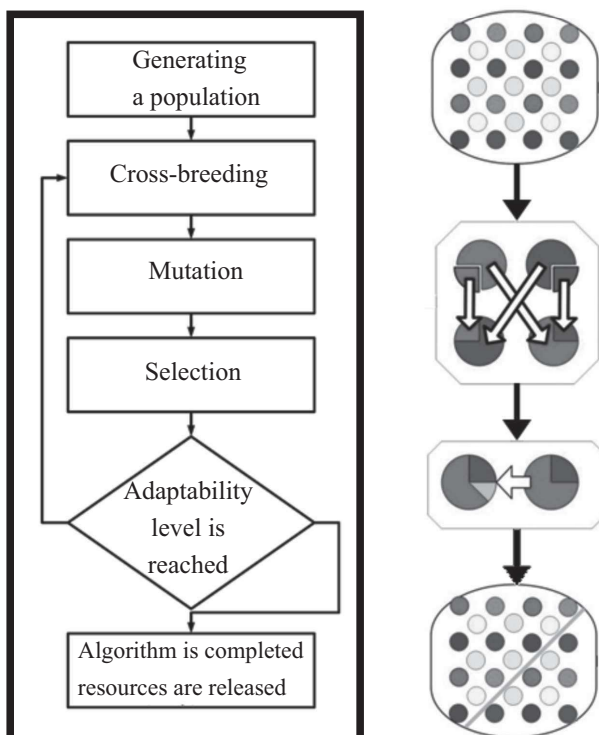 Generating
a population
Cross-breeding
Mutation
Selection
Adaptability
level is
reached
Algorithm is completed
resources are released